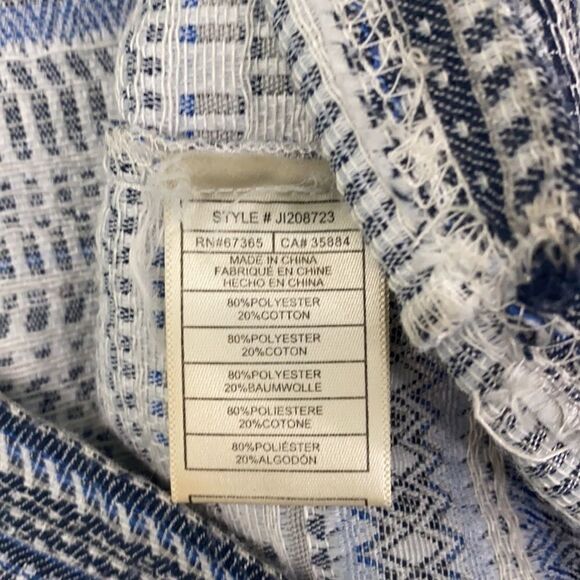 STYLE # JI208723
RN#67365 CA# 35884
MADE IN CHINA
FABRIQUÉ EN CHINE
HECHO EN CHINA
80%POLYESTER
20%COTTON
80%POLYESTER
20%COTON
80%POLYESTER
20%BAUMWOLLE
80%POLIESTERE
20%COTONE
80%POLIÉSTER
20%ALGODÓN